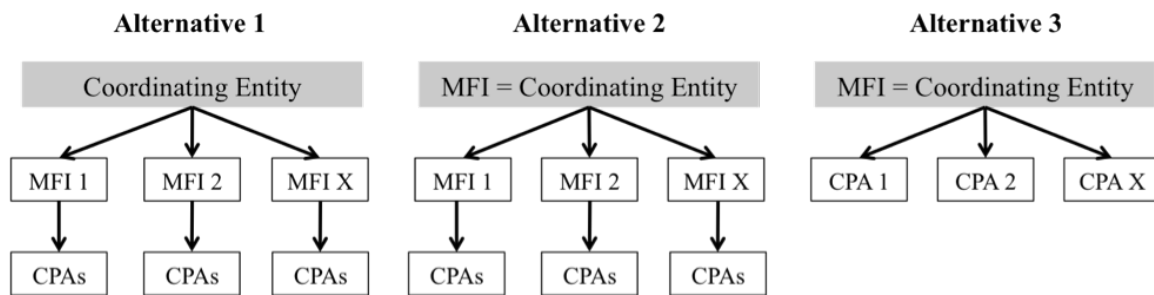 Alternative 1
Alternative 2
Alternative 3
Coordinating Entity
MFI = Coordinating Entity
MFI = Coordinating Entity
MFI 1
MFI 2
MFI X
MFI 1
MFI 2
MFI X
CPA 1
CPA 2
CPA X
CPAs
CPAs
CPAs
CPAs
CPAs
CPAs